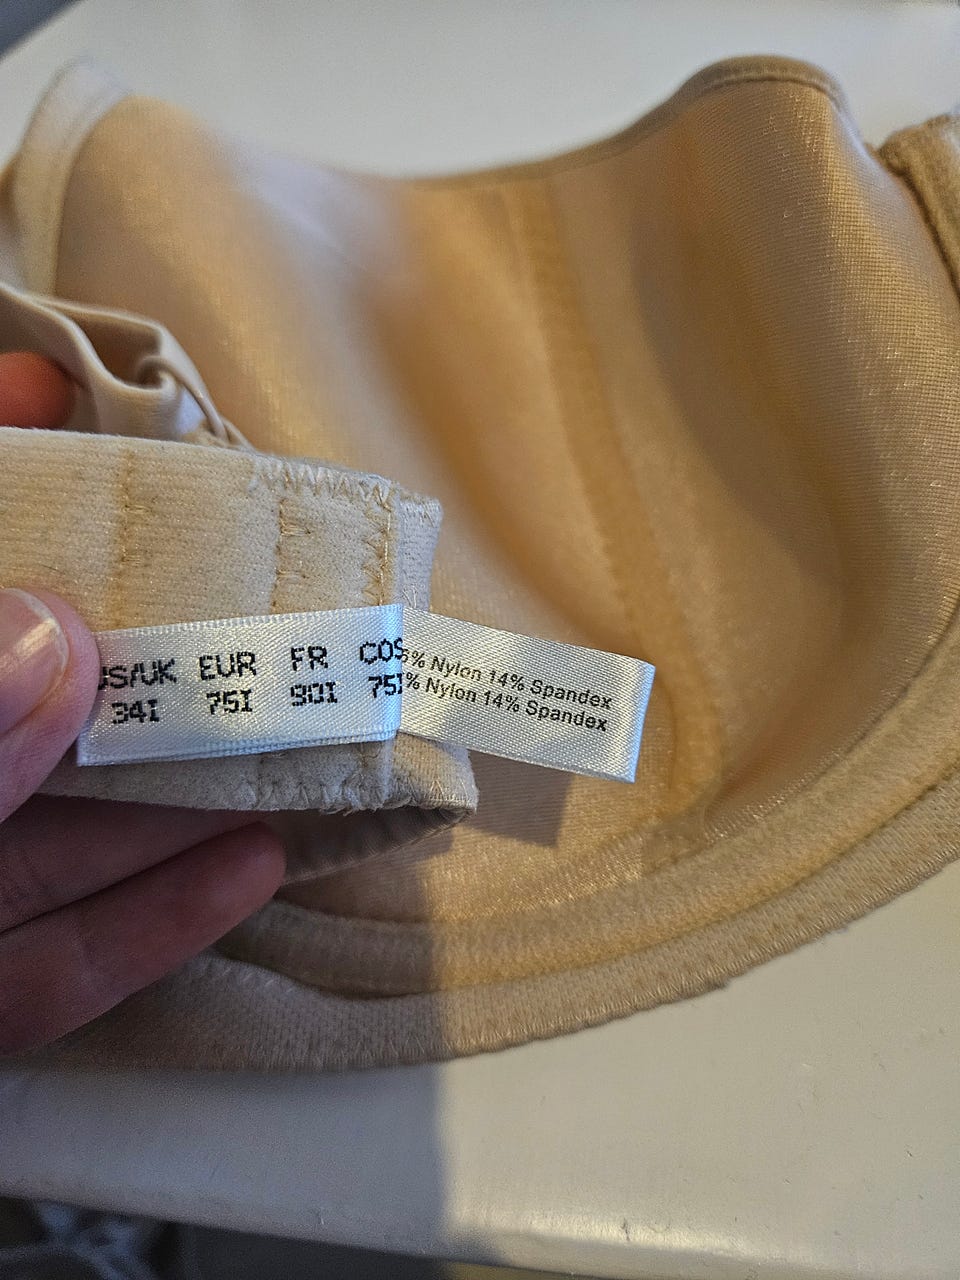 US/UK EUR FR COS
34I 75I 90I 75I
% Nylon 14% Spandex
% Nylon 14% Spandex